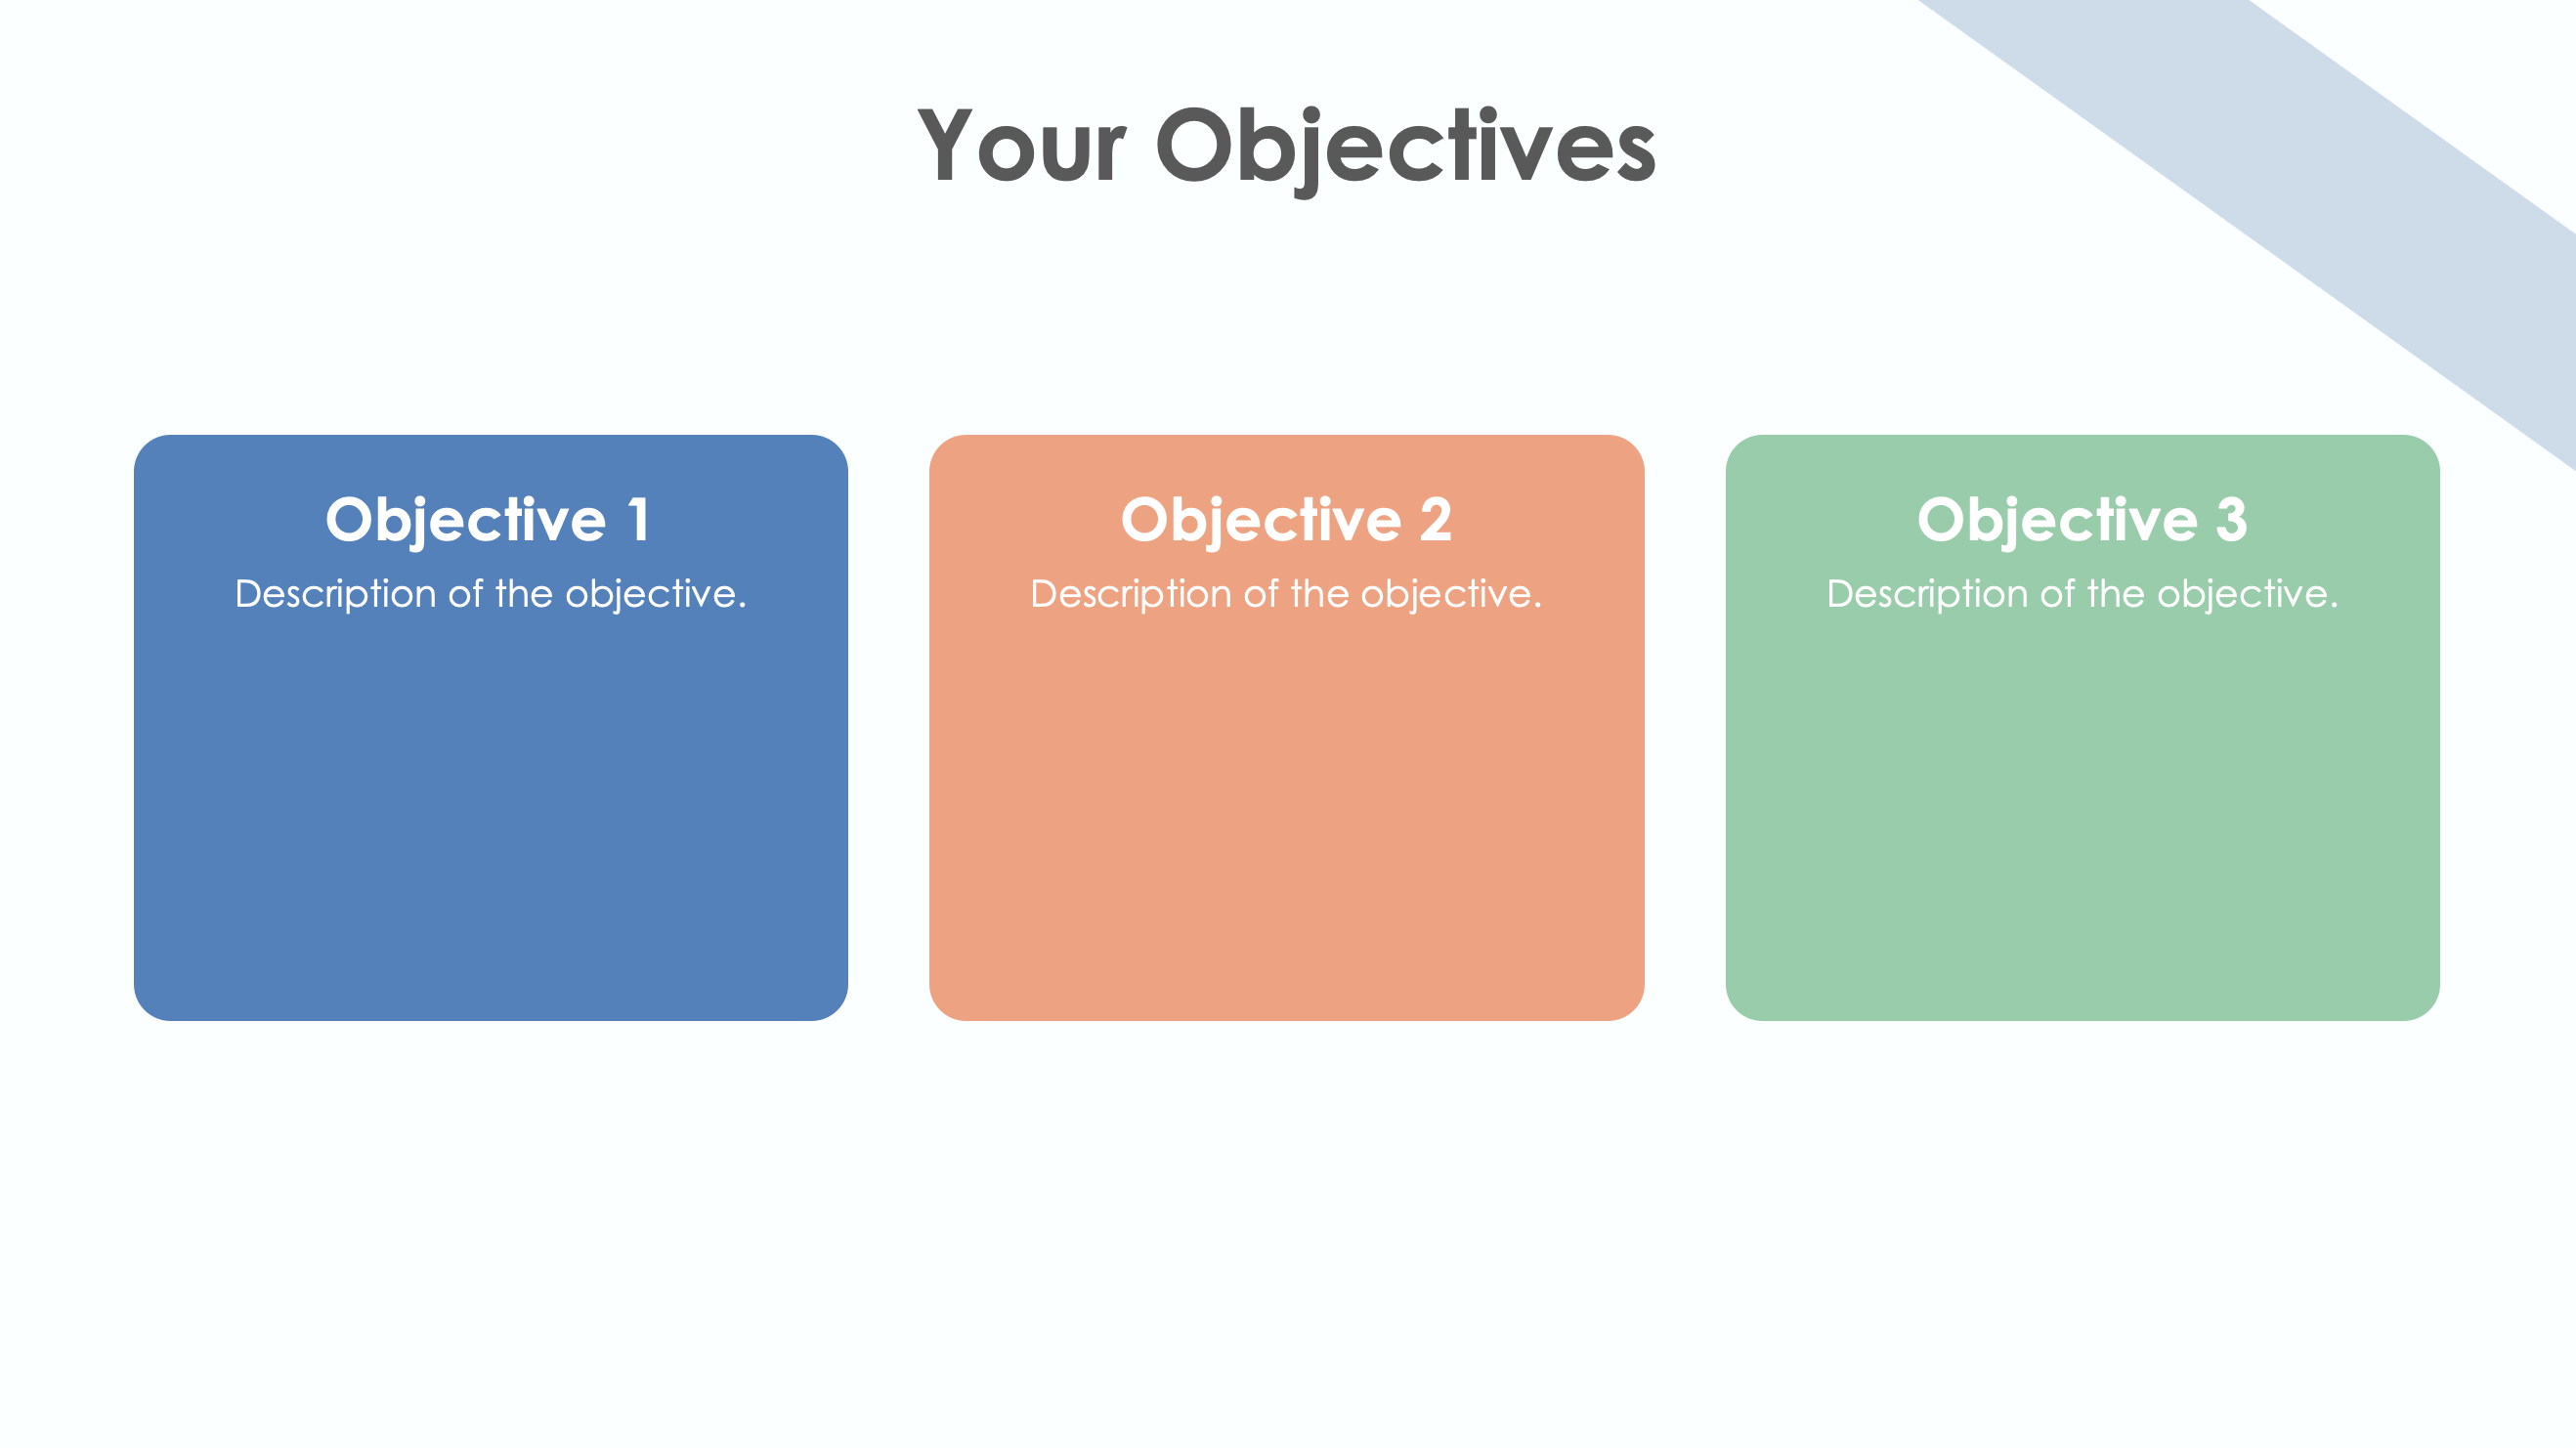 Your Objectives
Objective 1
Description of the objective.
Objective 2
Description of the objective.
Objective 3
Description of the objective.